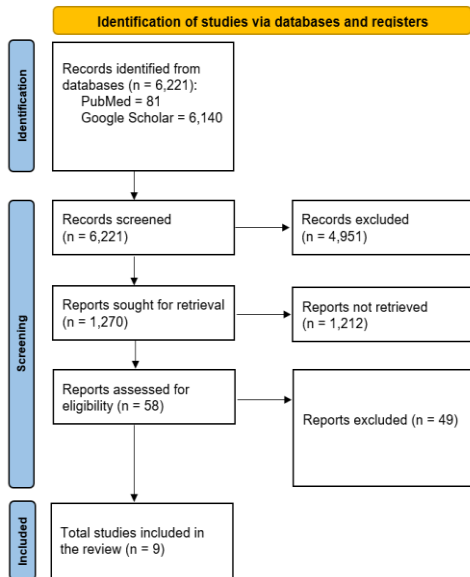 Identification of studies via databases and registers
Identification
Records identified from
databases (n = 6,221):
PubMed = 81
Google Scholar = 6,140
Screening
Records screened
(n = 6,221)
Records excluded
(n = 4,951)
Reports sought for retrieval
(n = 1,270)
Reports not retrieved
(n = 1,212)
Reports assessed for
eligibility (n = 58)
Reports excluded (n = 49)
Included
Total studies included in
the review (n = 9)